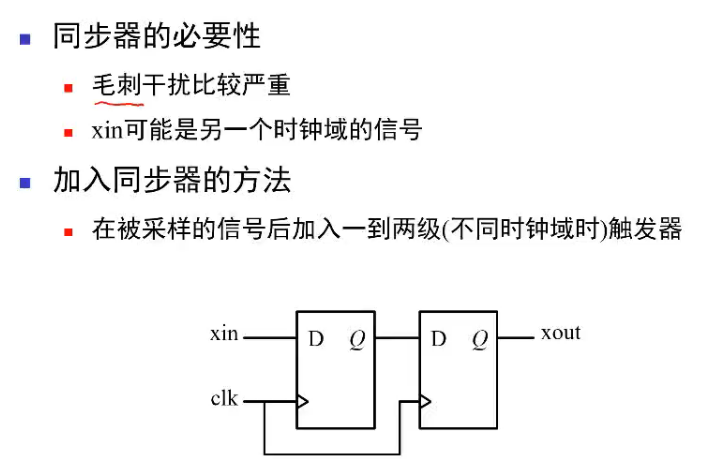 同步器的必要性
毛刺干扰比较严重
xin可能是另一个时钟域的信号
加入同步器的方法
在被采样的信号后加入一到两级(不同时钟域时)触发器
xin
D Q
D Q
xout
clk